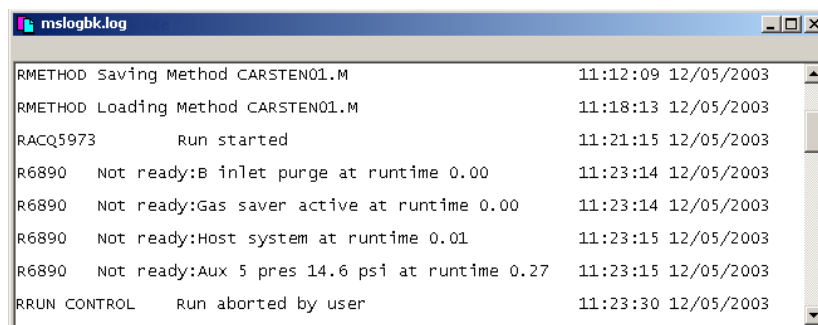 mslogbk.log
RMETHOD Saving Method CARSTEN01.M 11:12:09 12/05/2003
RMETHOD Loading Method CARSTEN01.M 11:18:13 12/05/2003
RACQ5973 Run started 11:21:15 12/05/2003
R6890 Not ready:B inlet purge at runtime 0.00 11:23:14 12/05/2003
R6890 Not ready:Gas saver active at runtime 0.00 11:23:14 12/05/2003
R6890 Not ready:Host system at runtime 0.01 11:23:15 12/05/2003
R6890 Not ready:Aux 5 pres 14.6 psi at runtime 0.27 11:23:15 12/05/2003
RRUN CONTROL Run aborted by user 11:23:30 12/05/2003